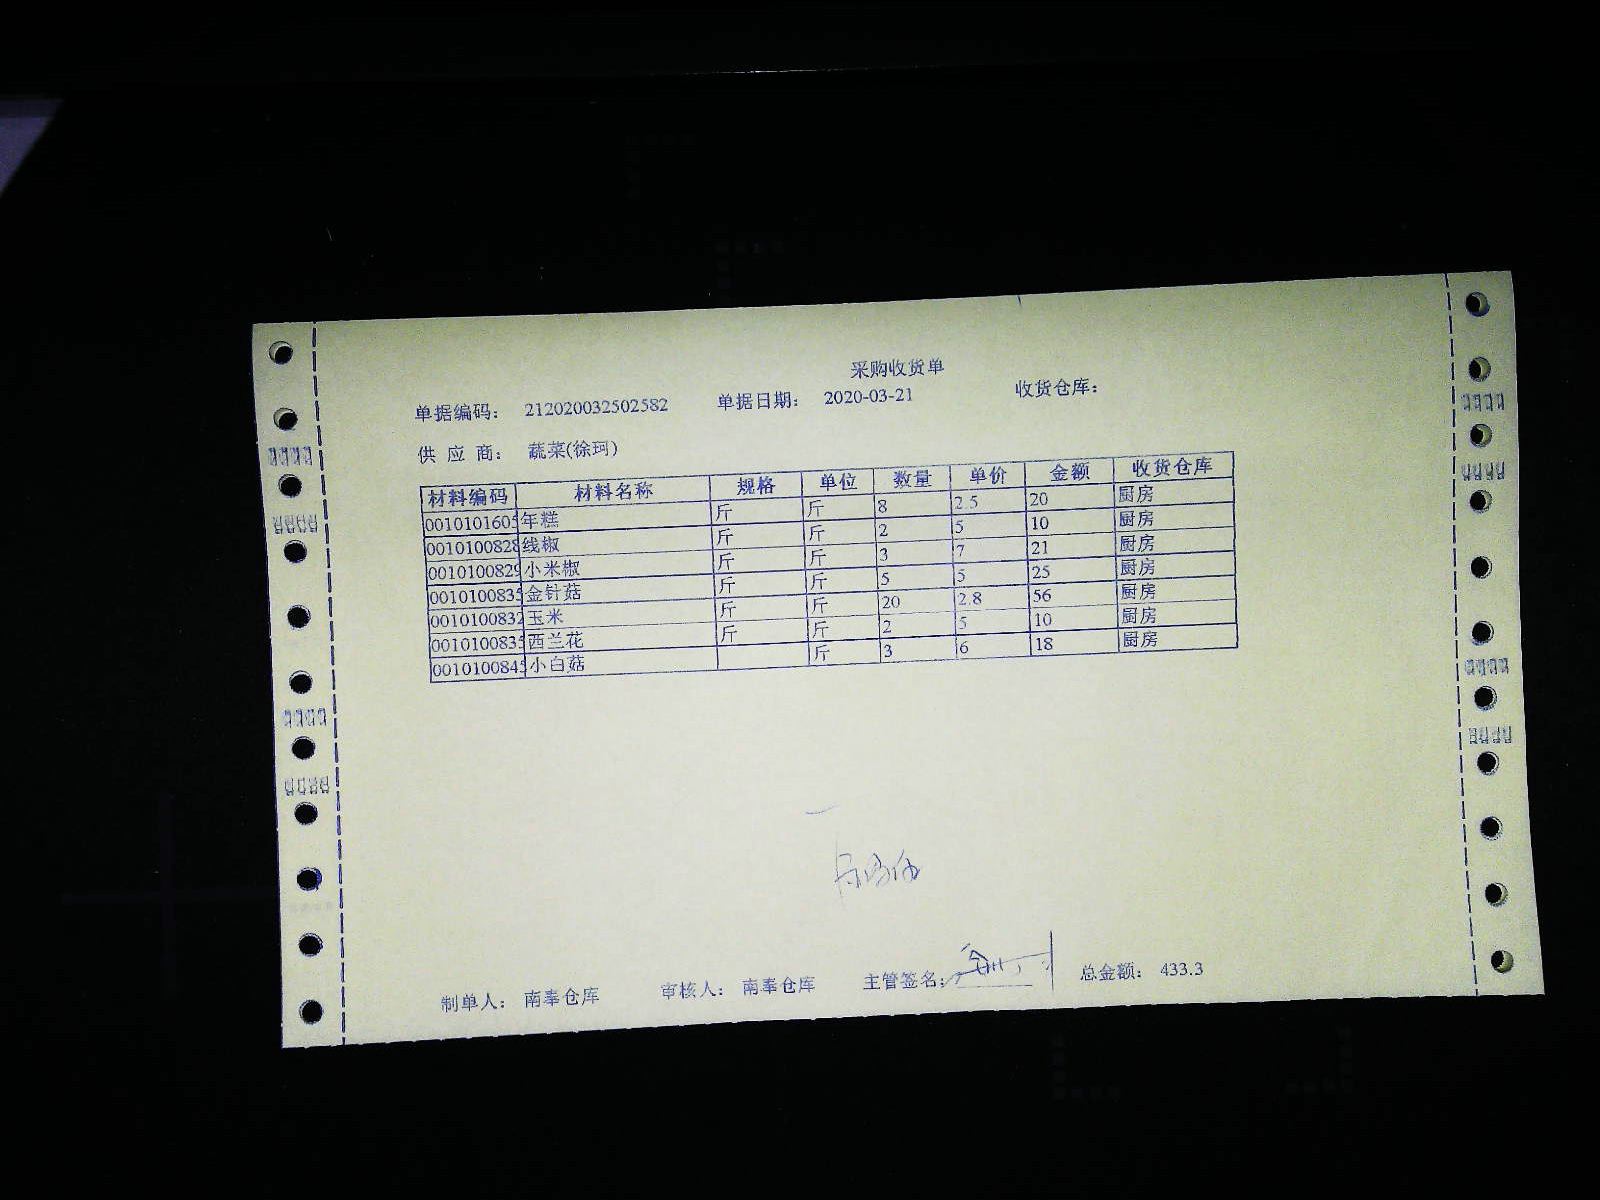 采购收货单
单据编码： 212020032502582 单据日期： 2020-03-21 收货仓库：
供 应 商： 蔬菜(徐珂)
材料编码 材料名称 规格 单位 数量 单价 金额 收货仓库
0010101605 年糕 斤 斤 8 2.5 20 厨房
0010100828 线椒 斤 斤 2 5 10 厨房
0010100829 小米椒 斤 斤 3 7 21 厨房
0010100835 金针菇 斤 斤 5 5 25 厨房
0010100832 玉米 斤 斤 20 2.8 56 厨房
0010100835 西兰花 斤 斤 2 5 10 厨房
0010100845 小白菇 斤 3 6 18 厨房
制单人： 南奉仓库 审核人： 南奉仓库 主管签名： 总金额： 433.3